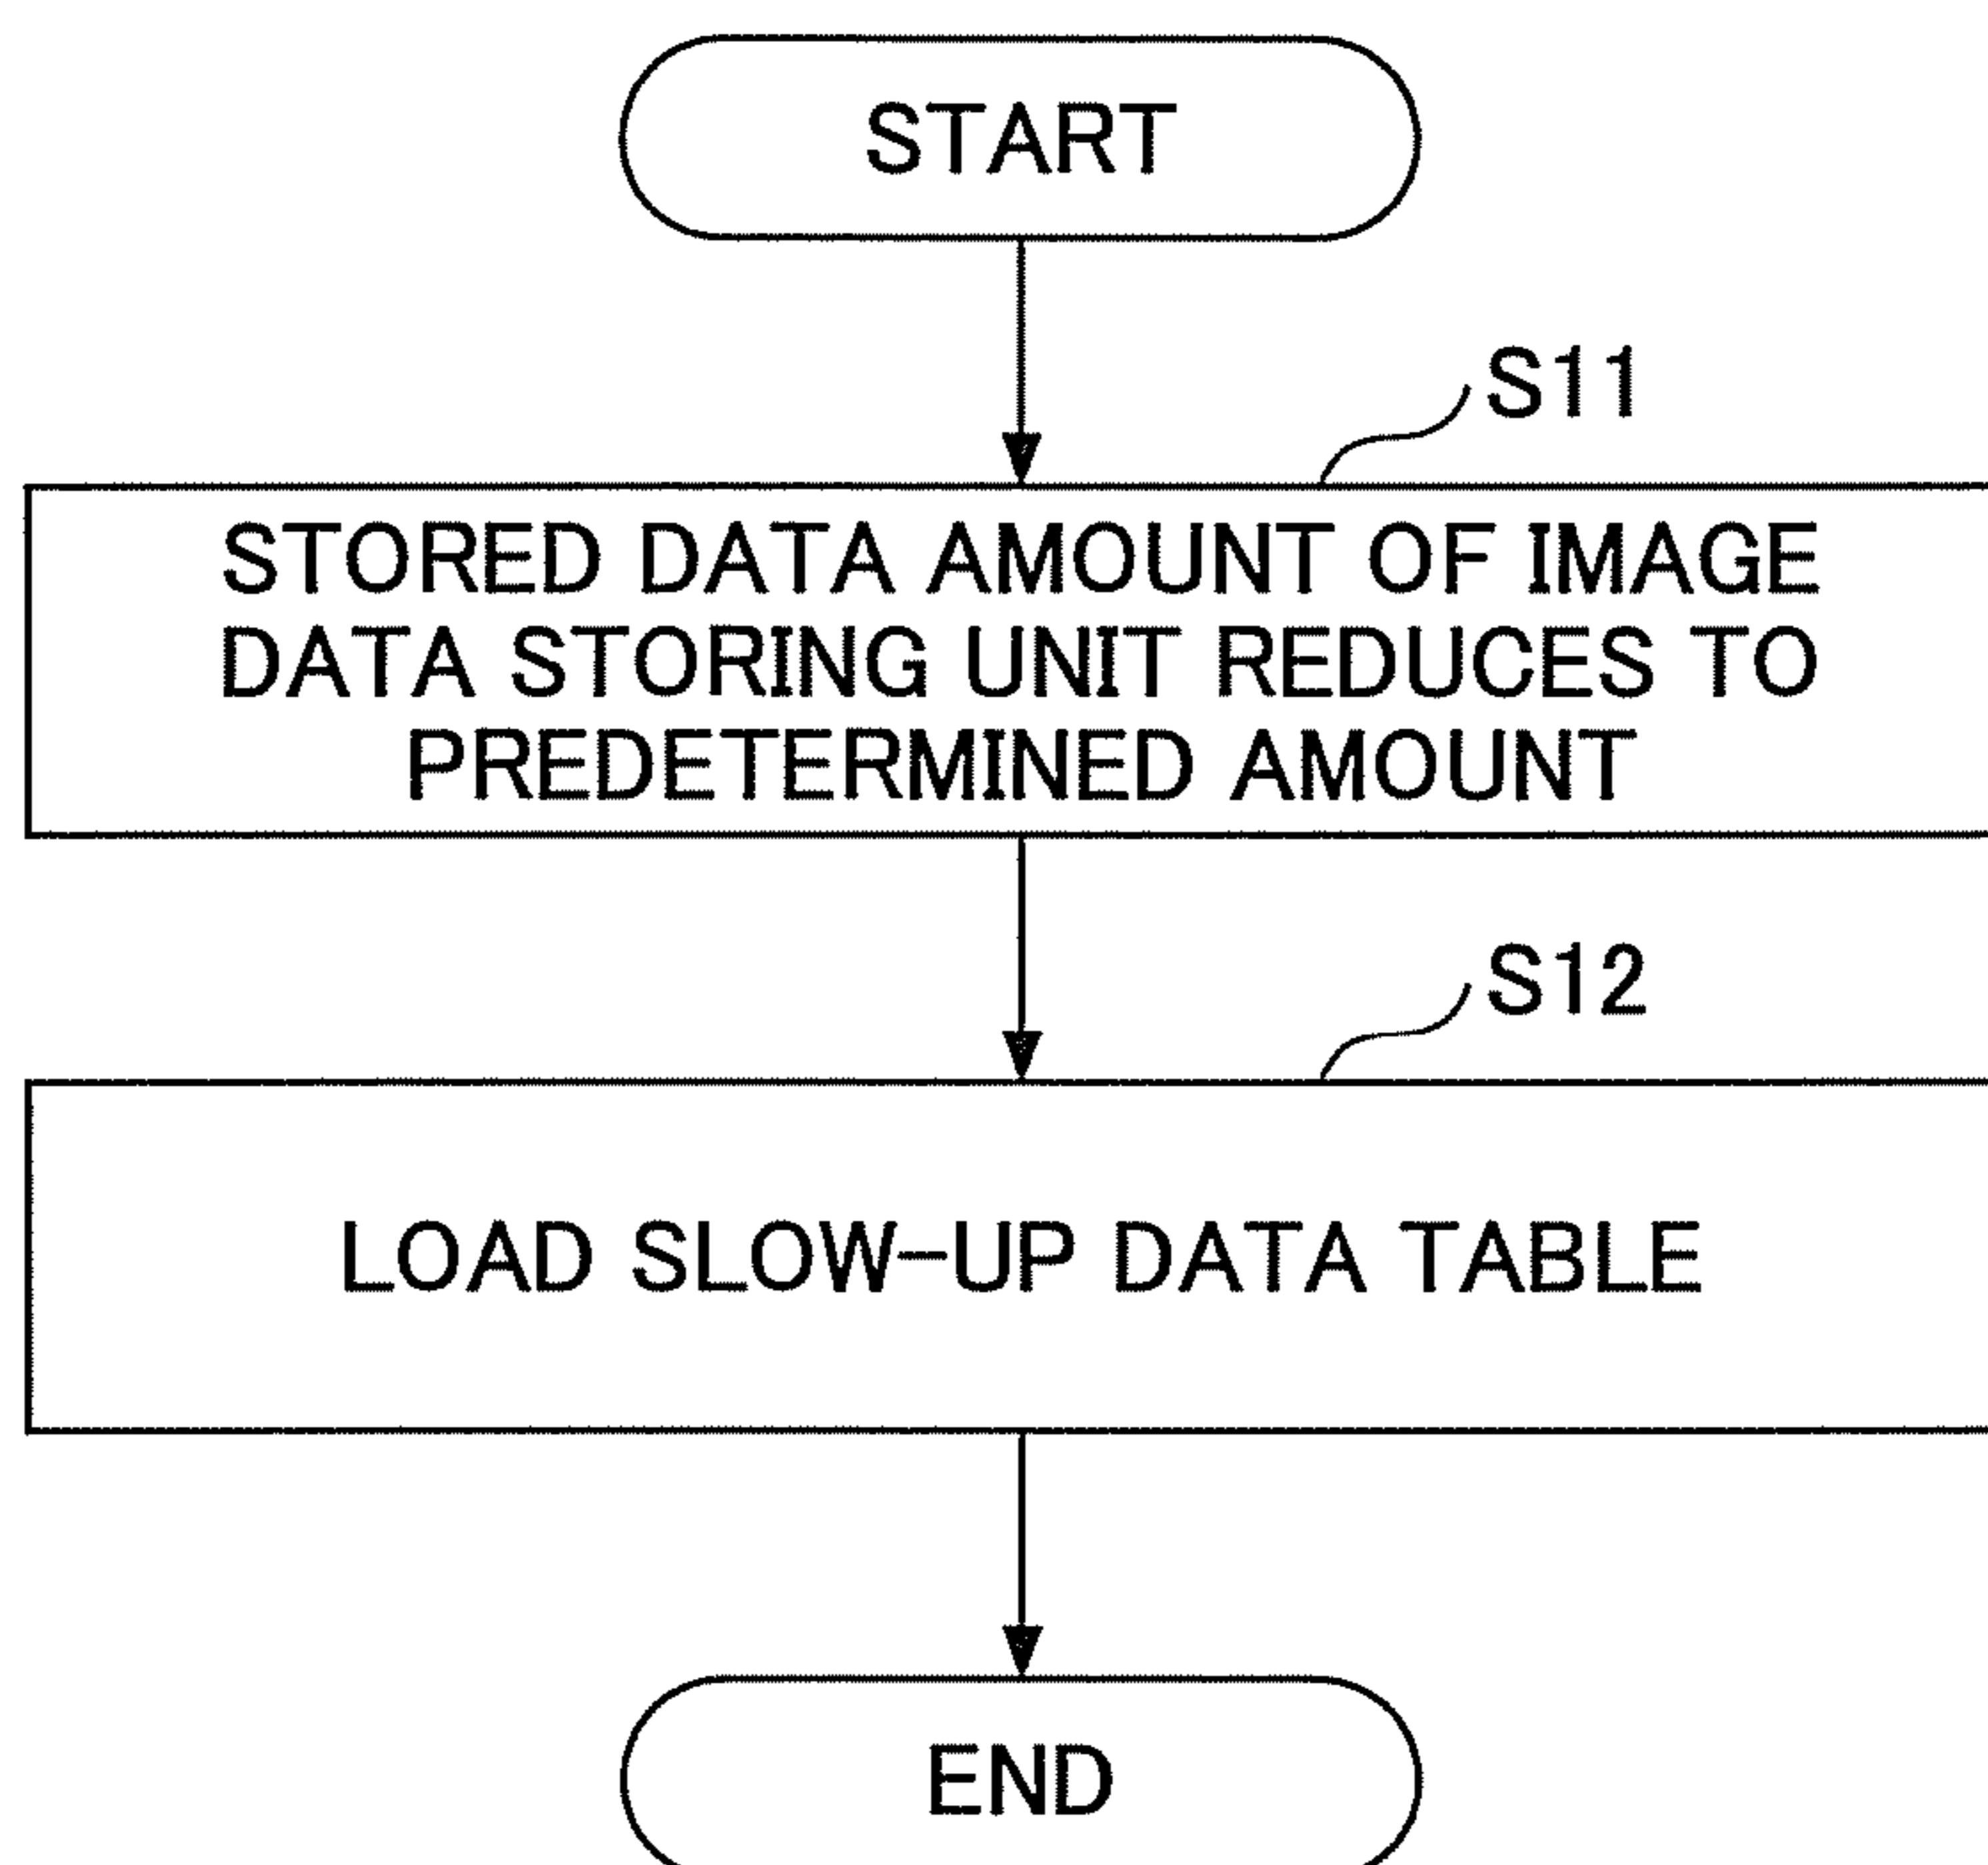 START
S11
STORED DATA AMOUNT OF IMAGE
DATA STORING UNIT REDUCES TO
PREDETERMINED AMOUNT
S12
LOAD SLOW-UP DATA TABLE
END